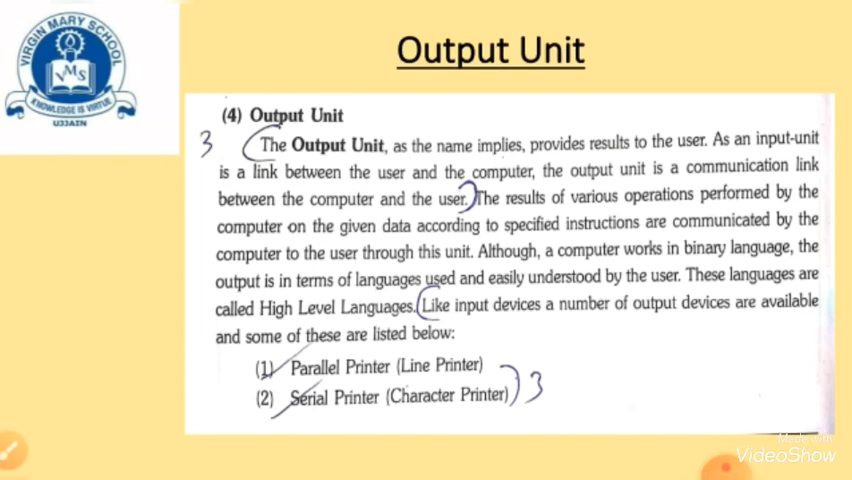 Output Unit
VIRGIN MARY SCHOOL
VMS
KNOWLEDGE IS VIRTUE
UJJAIN
(4) Output Unit
3 The Output Unit, as the name implies, provides results to the user. As an input-unit
is a link between the user and the computer, the output unit is a communication link
between the computer and the user. The results of various operations performed by the
computer on the given data according to specified instructions are communicated by the
computer to the user through this unit. Although, a computer works in binary language, the
output is in terms of languages used and easily understood by the user. These languages are
called High Level Languages. Like input devices a number of output devices are available
and some of these are listed below:
(1) Parallel Printer (Line Printer)
(2) Serial Printer (Character Printer) 3
Made with
VideoShow